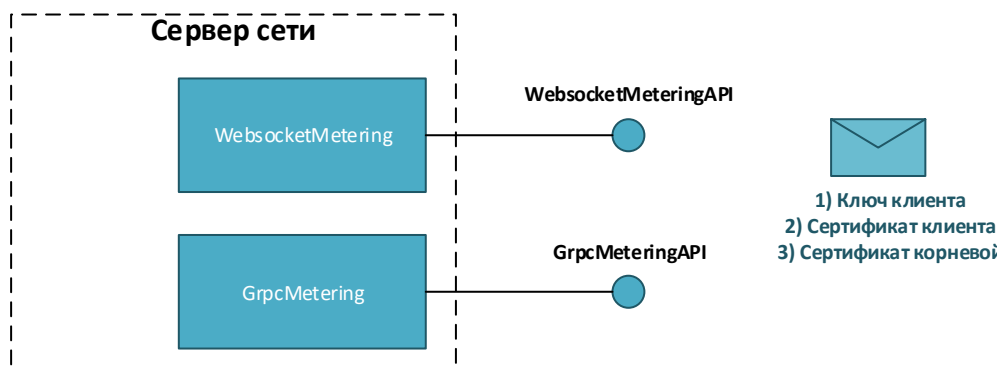 Сервер сети
WebsocketMeteringAPI
WebsocketMetering
1) Ключ клиента
2) Сертификат клиента
3) Сертификат корневой
GrpcMeteringAPI
GrpcMetering